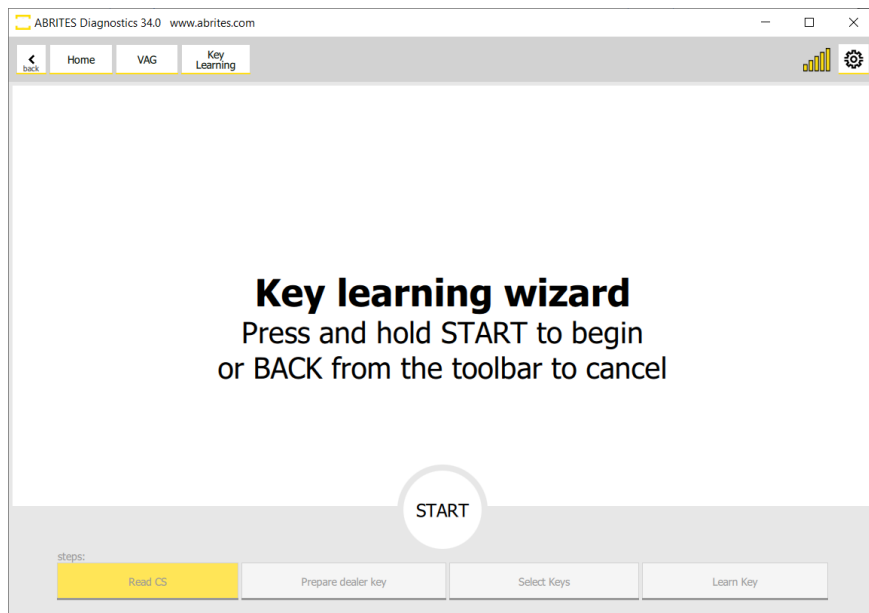 ABRITES Diagnostics 34.0 www.abrites.com
back
Home
VAG
Key
Learning
Key learning wizard
Press and hold START to begin
or BACK from the toolbar to cancel
START
steps:
Read CS
Prepare dealer key
Select Keys
Learn Key